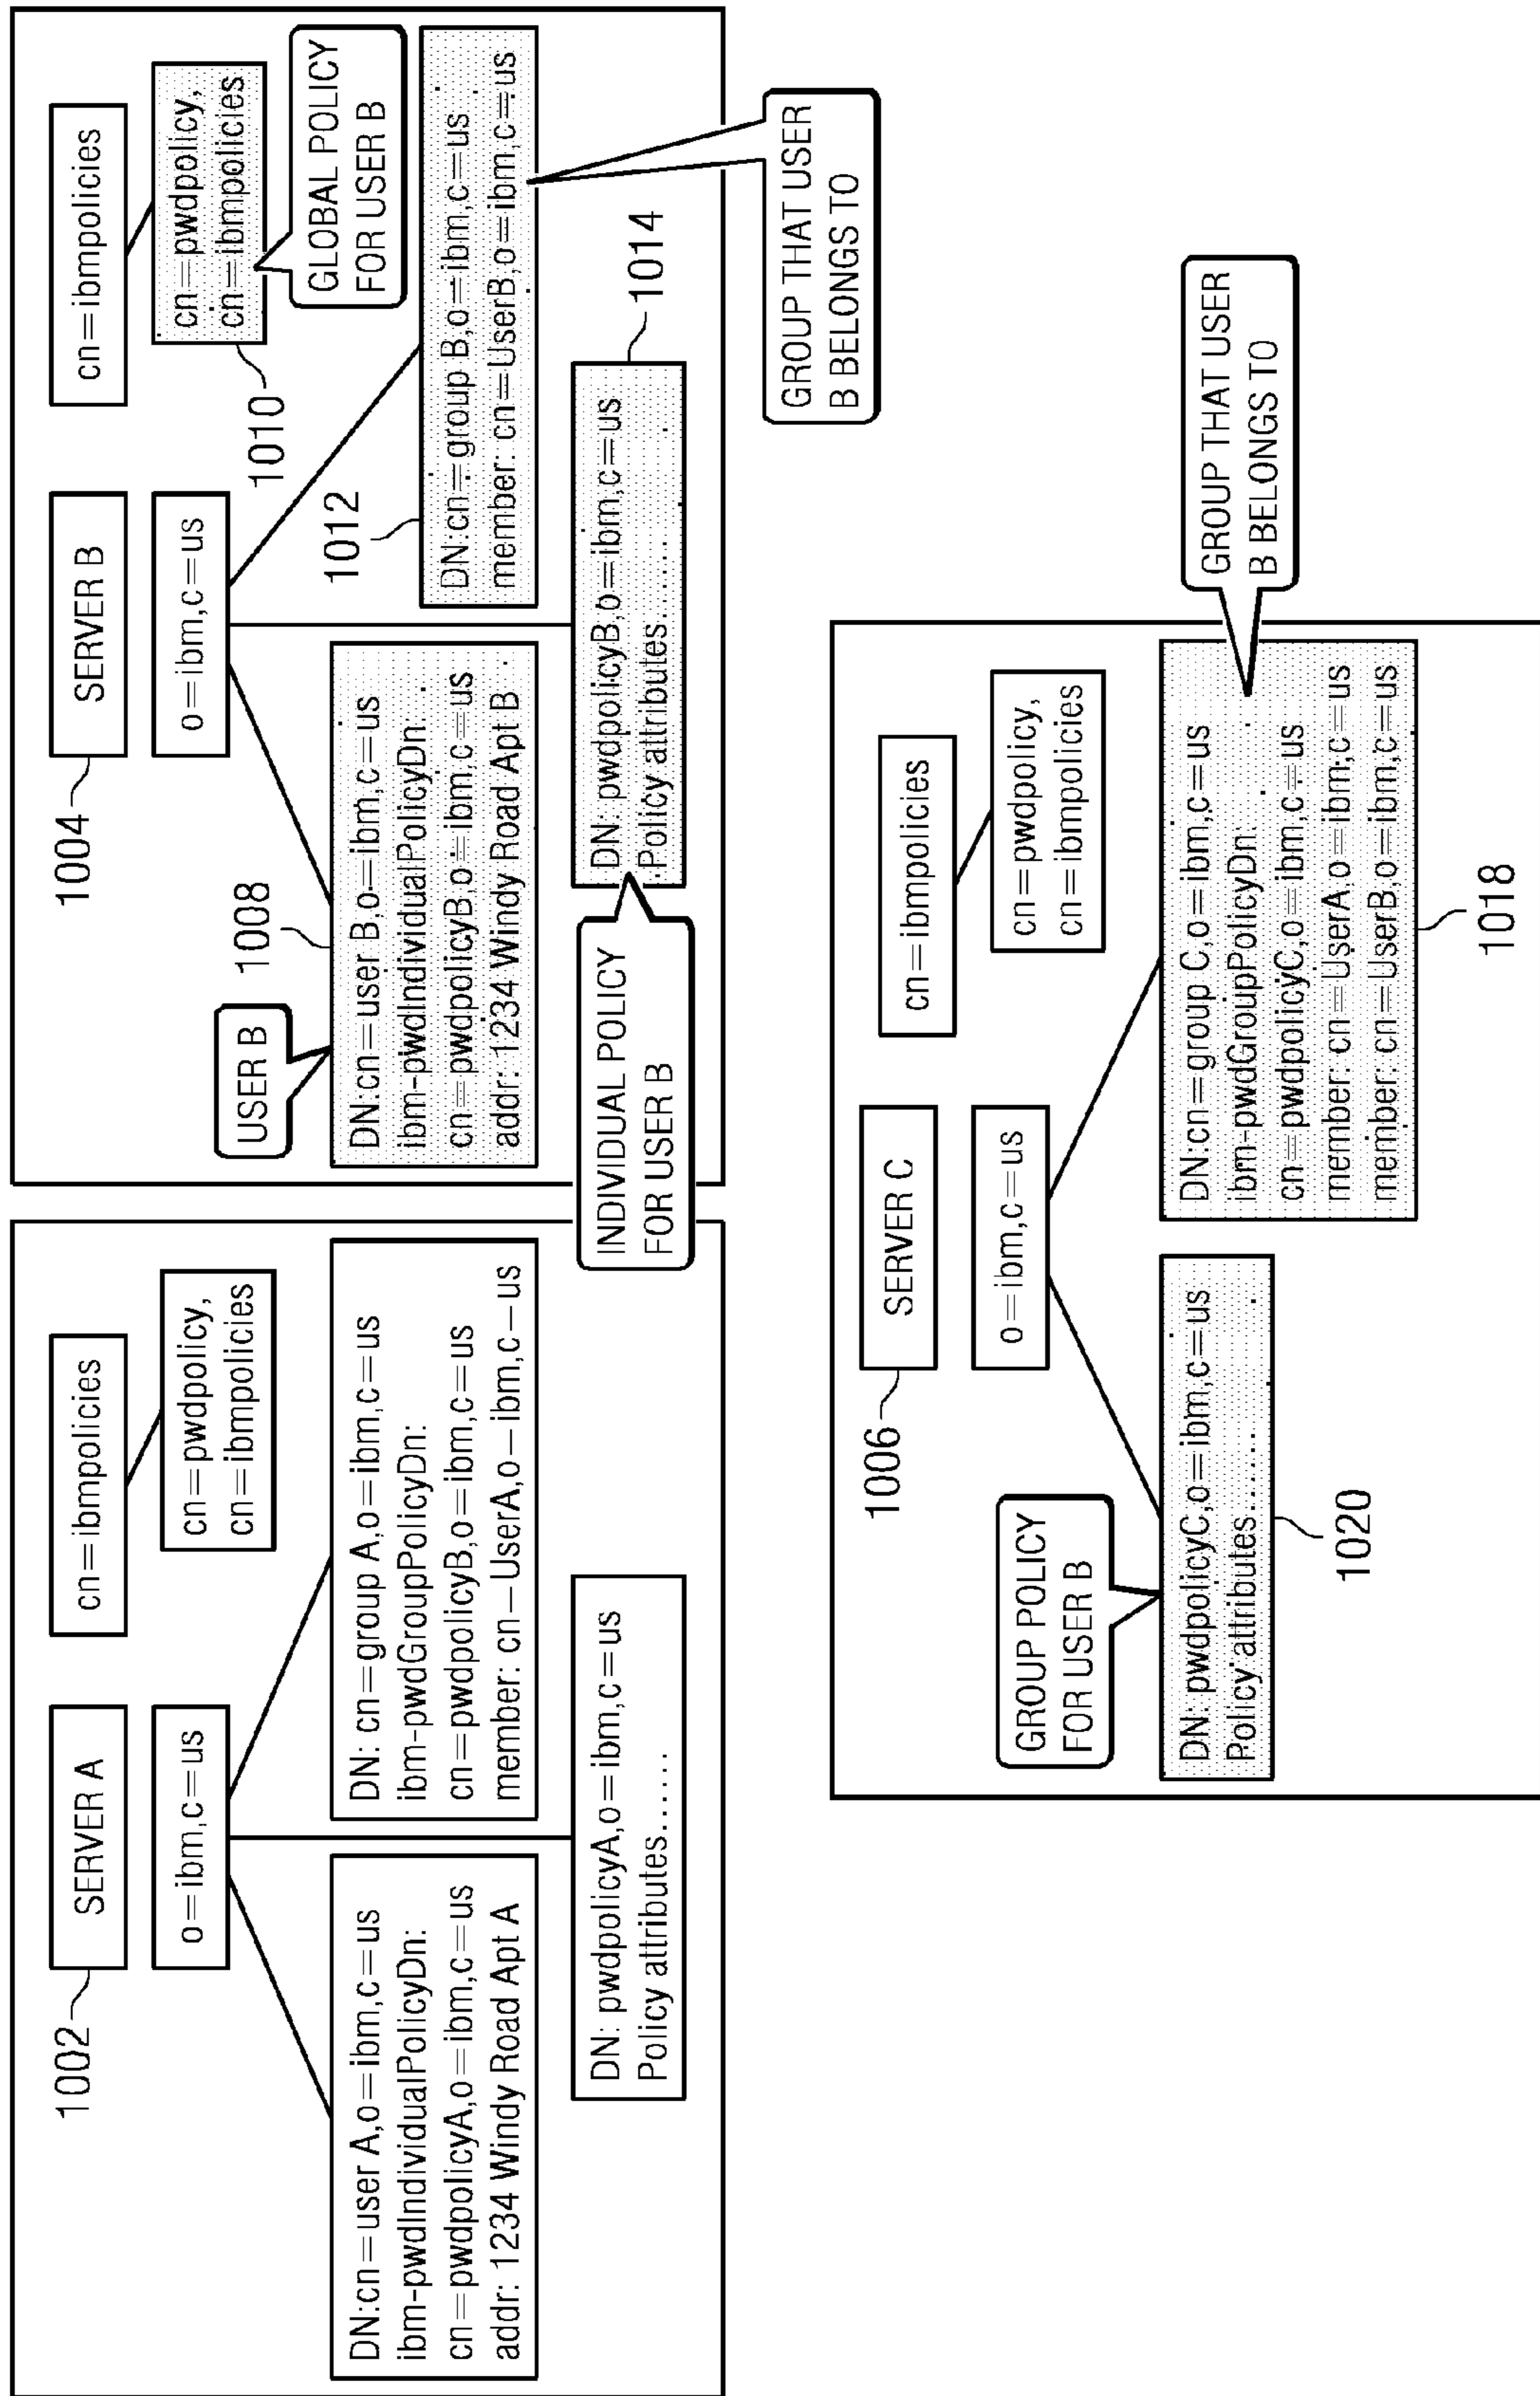 1002
SERVER A
cn=ibmpolicies
o=ibm,c=us
cn=pwdpolicy,
cn=ibmpolicies
DN:cn=user A,o=ibm,c=us
ibm-pwdIndividualPolicyDn:
cn=pwdpolicyA,o=ibm,c=us
addr: 1234 Windy Road Apt A
DN: cn=group A,o=ibm,c=us
ibm-pwdGroupPolicyDn:
cn=pwdpolicyB,o=ibm,c=us
member: cn—UserA,o—ibm,c—us
DN: pwdpolicyA,o=ibm,c=us
Policy attributes......
1004
SERVER B
cn=ibmpolicies
o=ibm,c=us
cn=pwdpolicy,
cn=ibmpolicies
1010
GLOBAL POLICY
FOR USER B
USER B
1008
DN:cn=user B,o=ibm,c=us
ibm-pwdIndividualPolicyDn:
cn=pwdpolicyB,o=ibm,c=us
addr: 1234 Windy Road Apt B
1012
DN:cn=group B,o=ibm,c=us
member: cn=UserB,o=ibm,c=us
INDIVIDUAL POLICY
FOR USER B
DN: pwdpolicyB,o=ibm,c=us
Policy attributes......
1014
GROUP THAT USER
B BELONGS TO
1006
SERVER C
cn=ibmpolicies
o=ibm,c=us
cn=pwdpolicy,
cn=ibmpolicies
GROUP POLICY
FOR USER B
DN: pwdpolicyC,o=ibm,c=us
Policy attributes......
1020
DN:cn=group C,o=ibm,c=us
ibm-pwdGroupPolicyDn:
cn=pwdpolicyC,o=ibm,c=us
member: cn=UserA,o=ibm,c=us
member: cn=UserB,o=ibm,c=us
1018
GROUP THAT USER
B BELONGS TO